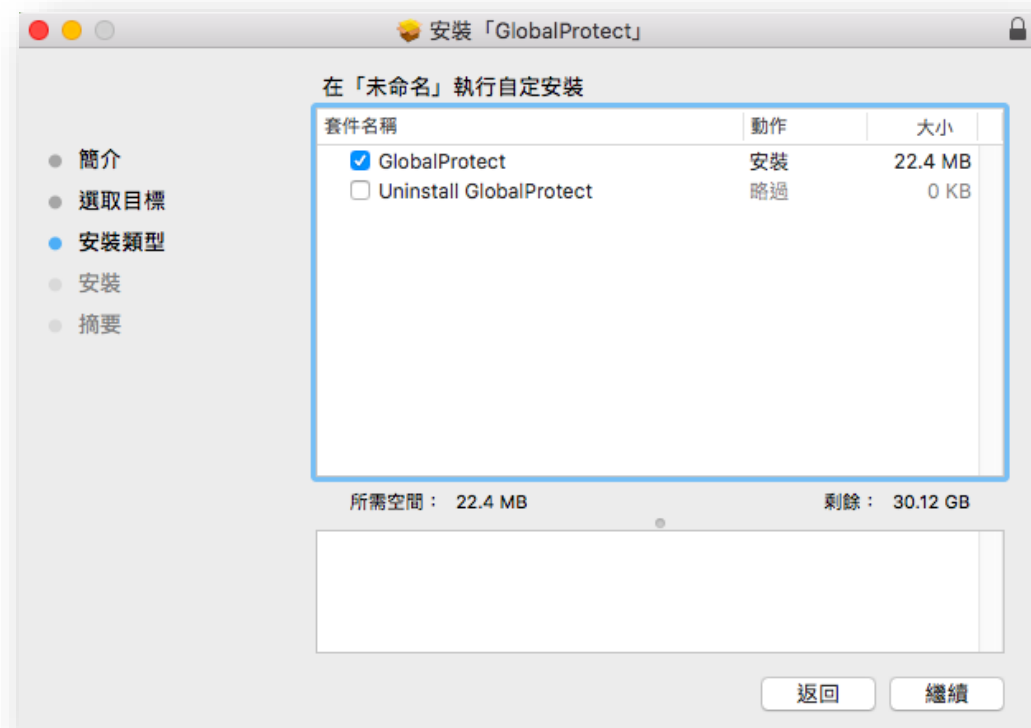 安裝「GlobalProtect」
在「未命名」執行自定安裝
套件名稱 動作 大小
GlobalProtect 安裝 22.4 MB
Uninstall GlobalProtect 略過 0 KB
簡介
選取目標
安裝類型
安裝
摘要
所需空間： 22.4 MB 剩餘： 30.12 GB
返回 繼續